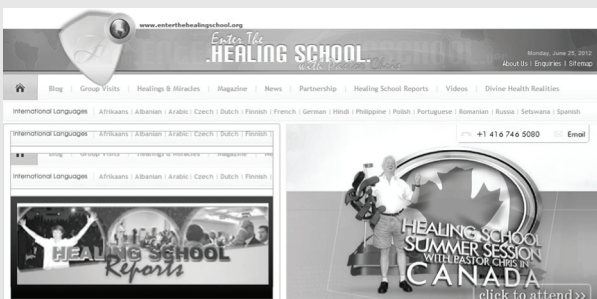 www.enterthehealingschool.org
Enter The
HEALING SCHOOL
with Pastor Chris
Monday, June 25, 2012
About Us | Enquiries | Sitemap
Blog | Group Visits | Healings & Miracles | Magazine | News | Partnership | Healing School Reports | Videos | Divine Health Realities
International Languages | Afrikaans | Albanian | Arabic | Czech | Dutch | Finnish | French | German | Hindi | Philippine | Polish | Portuguese | Romanian | Russia | Setswana | Spanish
International Languages | Afrikaans | Albanian | Arabic | Czech | Dutch | Finnish |
Blog | Group Visits | Healings & Miracles | Magazine |
International Languages | Afrikaans | Albanian | Arabic | Czech | Dutch | Finnish |
HEALING SCHOOL
Reports
+1 416 746 5080 Email
HEALING SCHOOL
SUMMER SESSION
WITH PASTOR CHRIS IN
CANADA
click to attend>>